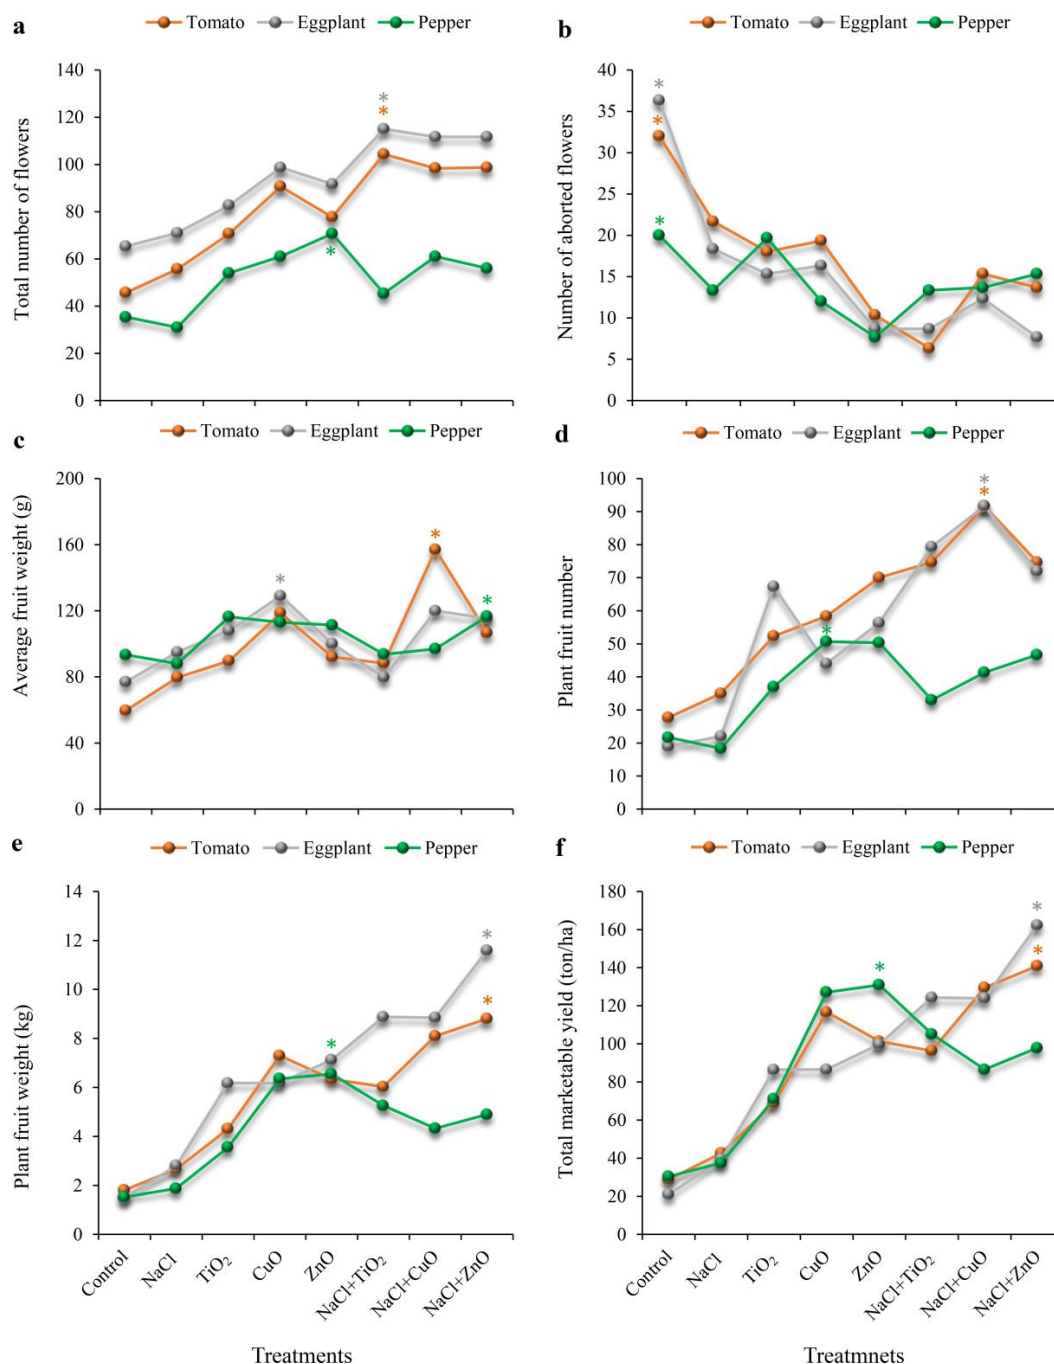 a
Tomato Eggplant Pepper
Total number of flowers
140
120
100
80
60
40
20
0
* *
*
b
Tomato Eggplant Pepper
Number of aborted flowers
40
35
30
25
20
15
10
5
0
*
*
*
c
Tomato Eggplant Pepper
Average fruit weight (g)
200
160
120
80
40
0
* * *
d
Tomato Eggplant Pepper
Plant fruit number
100
90
80
70
60
50
40
30
20
10
0
*
*
*
e
Tomato Eggplant Pepper
Plant fruit weight (kg)
14
12
10
8
6
4
2
0
*
*
*
Control NaCl TiO₂ CuO ZnO NaCl+TiO₂ NaCl+CuO NaCl+ZnO
Treatments
f
Tomato Eggplant Pepper
Total marketable yield (ton/ha)
180
160
140
120
100
80
60
40
20
0
*
*
*
Control NaCl TiO₂ CuO ZnO NaCl+TiO₂ NaCl+CuO NaCl+ZnO
Treatmnets